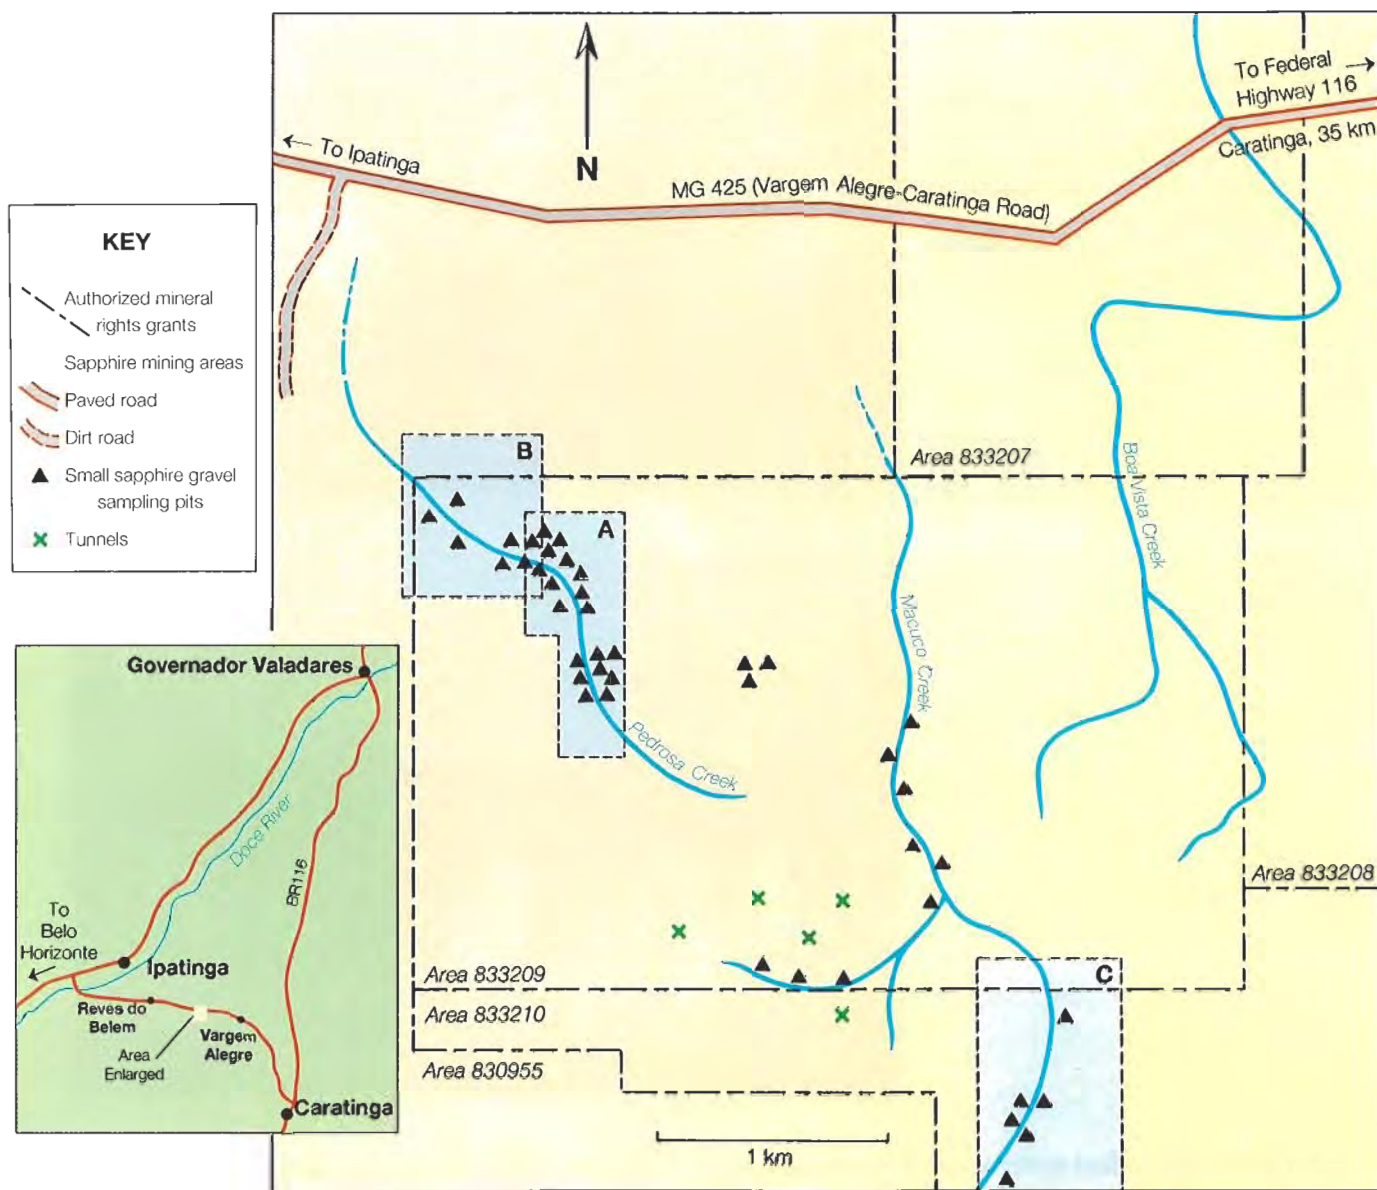 To Federal
Highway 116
Caratinga, 35 km
To Ipatinga
N
MG 425 (Vargem Alegre-Caratinga Road)
KEY
Authorized mineral
rights grants
Sapphire mining areas
Paved road
Dirt road
Small sapphire gravel
sampling pits
Tunnels
B
A
Area 833207
Boa Vista Creek
Macuco Creek
Pedrosa Creek
Area 833208
Area 833209
C
Area 833210
Area 830955
1 km
Governador Valadares
Doce River
BR116
To
Belo
Horizonte
Ipatinga
Reves do
Belem
Vargem
Alegre
Area
Enlarged
Caratinga